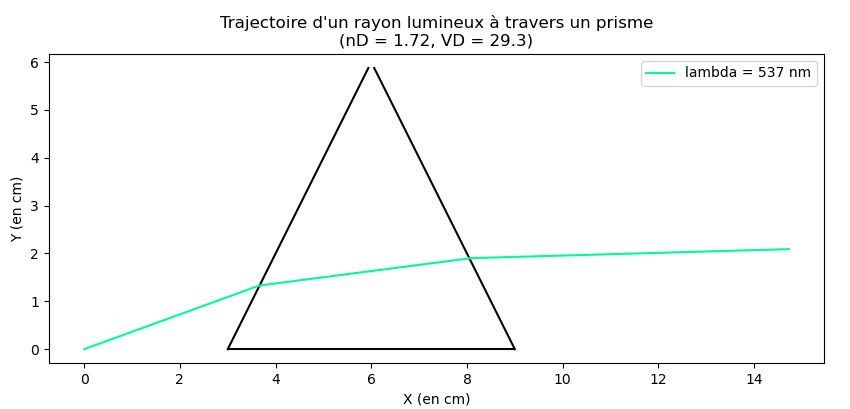 Trajectoire d'un rayon lumineux à travers un prisme
(nD = 1.72, VD = 29.3)
lambda = 537 nm
6
5
4
3
2
1
0
Y (en cm)
0 2 4 6 8 10 12 14
X (en cm)